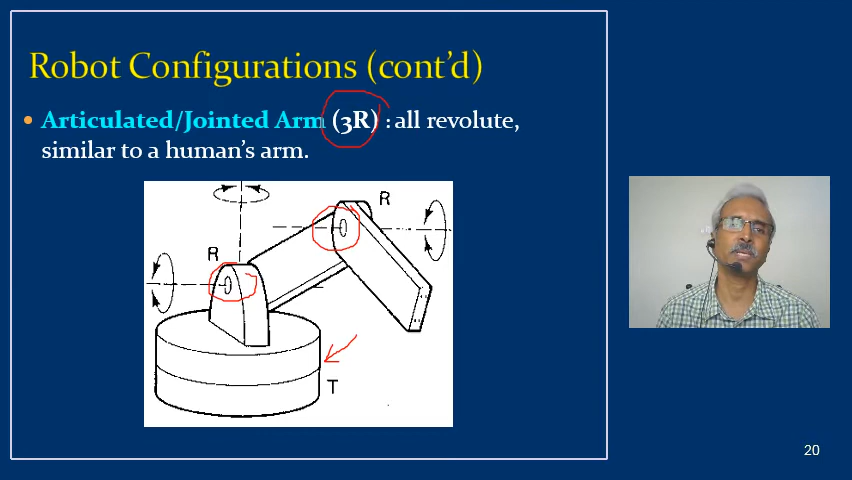 Robot Configurations (cont'd)
• Articulated/Jointed Arm (3R) : all revolute,
similar to a human's arm.
R
R
T
20